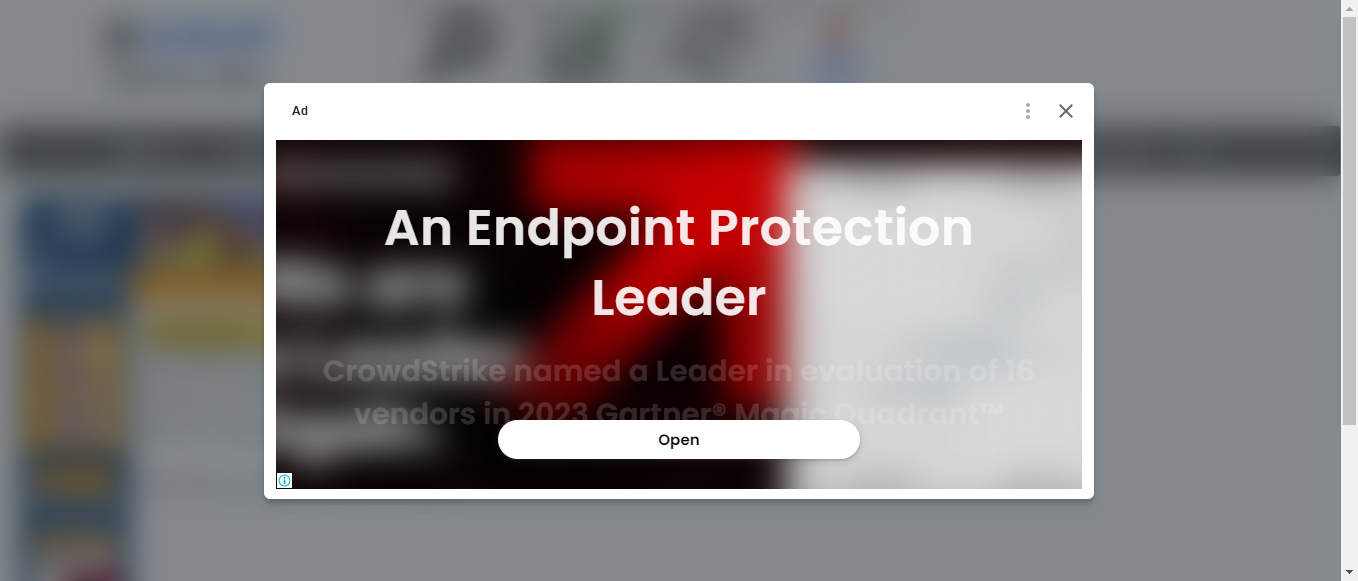 Ad
An Endpoint Protection
Leader
CrowdStrike named a Leader in evaluation of 16
vendors in 2023 Gartner® Magic Quadrant™
Open